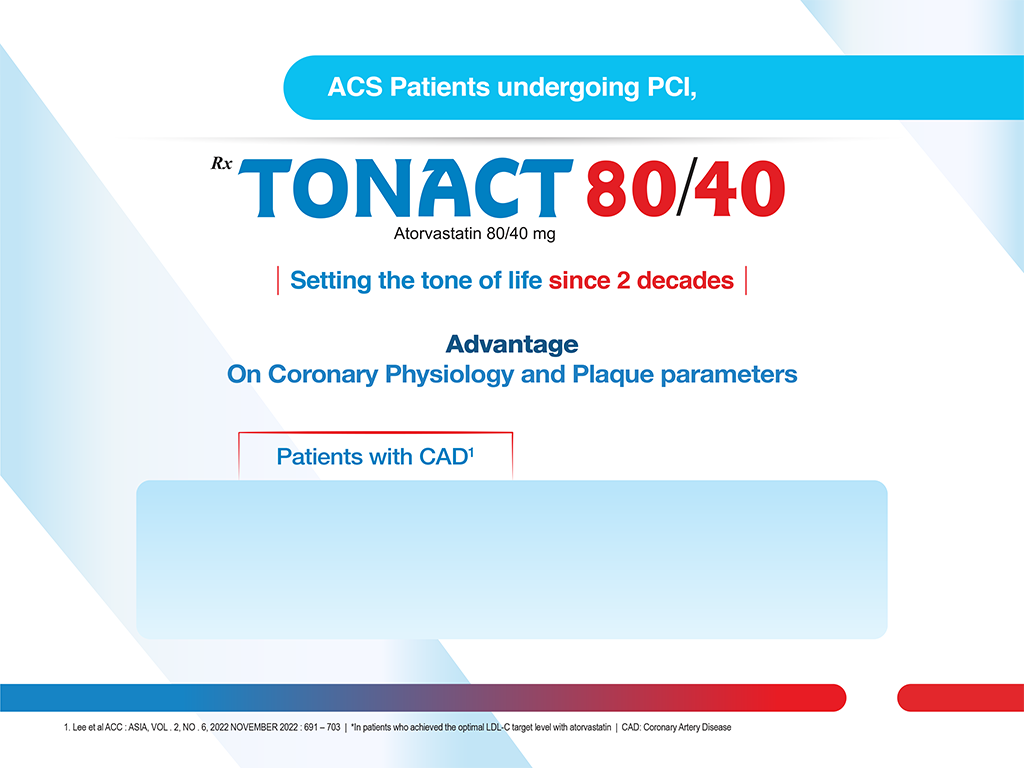 ACS Patients undergoing PCI,
Rx TONACT 80/40
Atorvastatin 80/40 mg
Setting the tone of life since 2 decades
Advantage
On Coronary Physiology and Plaque parameters
Patients with CAD¹
1. Lee et al ACC : ASIA, VOL . 2, NO . 6, 2022 NOVEMBER 2022 : 691 – 703 | *In patients who achieved the optimal LDL-C target level with atorvastatin | CAD: Coronary Artery Disease